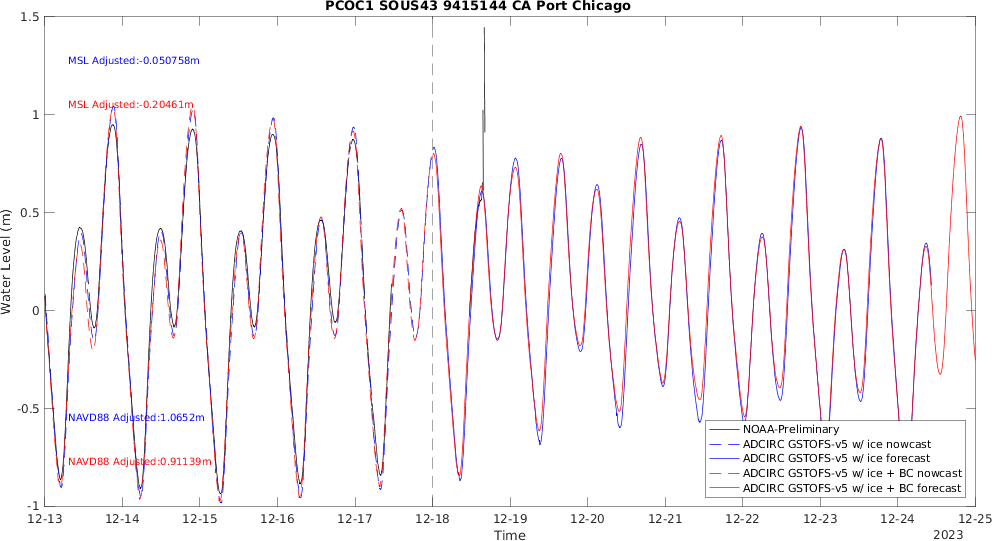 PCOC1 SOUS43 9415144 CA Port Chicago
1.5
MSL Adjusted:-0.050758m
MSL Adjusted:-0.20461m
1
0.5
Water Level (m)
0
-0.5
NAVD88 Adjusted:1.0652m
NAVD88 Adjusted:0.91139m
NOAA-Preliminary
ADCIRC GSTOFS-v5 w/ ice nowcast
ADCIRC GSTOFS-v5 w/ ice forecast
ADCIRC GSTOFS-v5 w/ ice + BC nowcast
ADCIRC GSTOFS-v5 w/ ice + BC forecast
-1
12-13 12-14 12-15 12-16 12-17 12-18 12-19 12-20 12-21 12-22 12-23 12-24 12-25
Time
2023